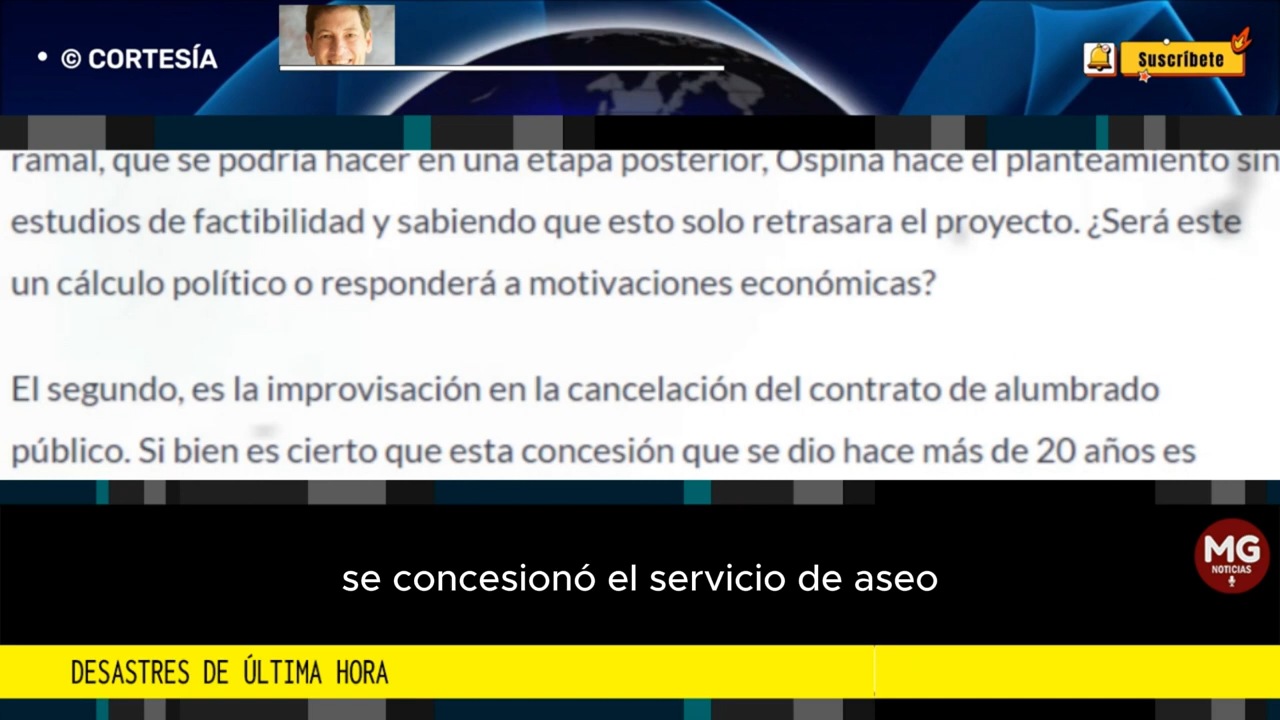 • © CORTESÍA
Suscríbete
ramal, que se podría hacer en una etapa posterior, Ospina hace el planteamiento sin
estudios de factibilidad y sabiendo que esto solo retrasara el proyecto. ¿Será este
un cálculo político o responderá a motivaciones económicas?
El segundo, es la improvisación en la cancelación del contrato de alumbrado
público. Si bien es cierto que esta concesión que se dio hace más de 20 años es
se concesionó el servicio de aseo
MG
NOTICIAS
DESASTRES DE ÚLTIMA HORA